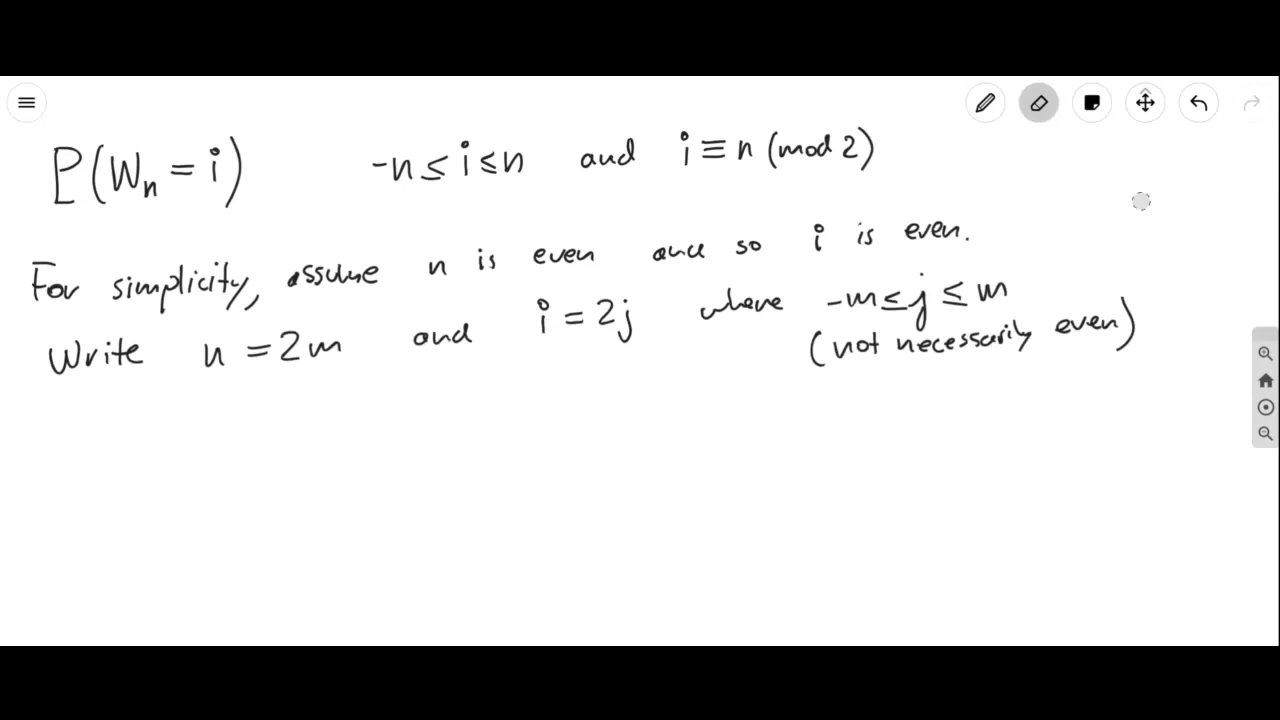 P(Wn = i) -n ≤ i ≤ n and i ≡ n (mod 2)
For simplicity, assume n is even and so i is even.
Write n = 2m and i = 2j where -m ≤ j ≤ m
(not necessarily even)